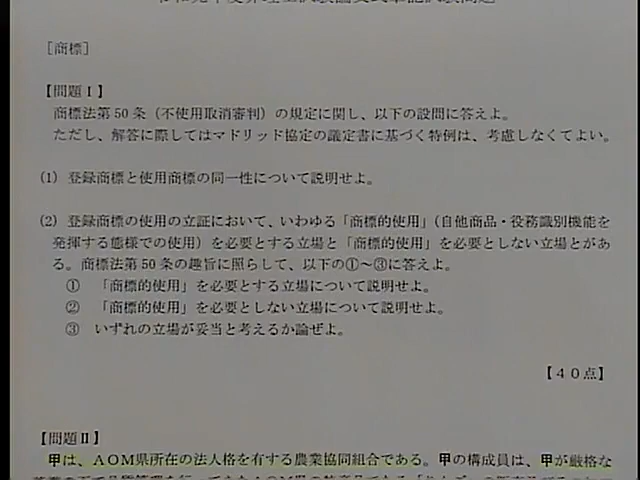 ［商標］
【問題Ⅰ】
商標法第50条（不使用取消審判）の規定に関し、以下の設問に答えよ。
ただし、解答に際してはマドリッド協定の議定書に基づく特例は、考慮しなくてよい。
(1) 登録商標と使用商標の同一性について説明せよ。
(2) 登録商標の使用の立証において、いわゆる「商標的使用」（自他商品・役務識別機能を
発揮する態様での使用）を必要とする立場と「商標的使用」を必要としない立場とがあ
る。商標法第50条の趣旨に照らして、以下の①～③に答えよ。
① 「商標的使用」を必要とする立場について説明せよ。
② 「商標的使用」を必要としない立場について説明せよ。
③ いずれの立場が妥当と考えるか論ぜよ。
【４０点】
【問題Ⅱ】
甲は、ＡＯＭ県所在の法人格を有する農業協同組合である。甲の構成員は、甲が厳格な